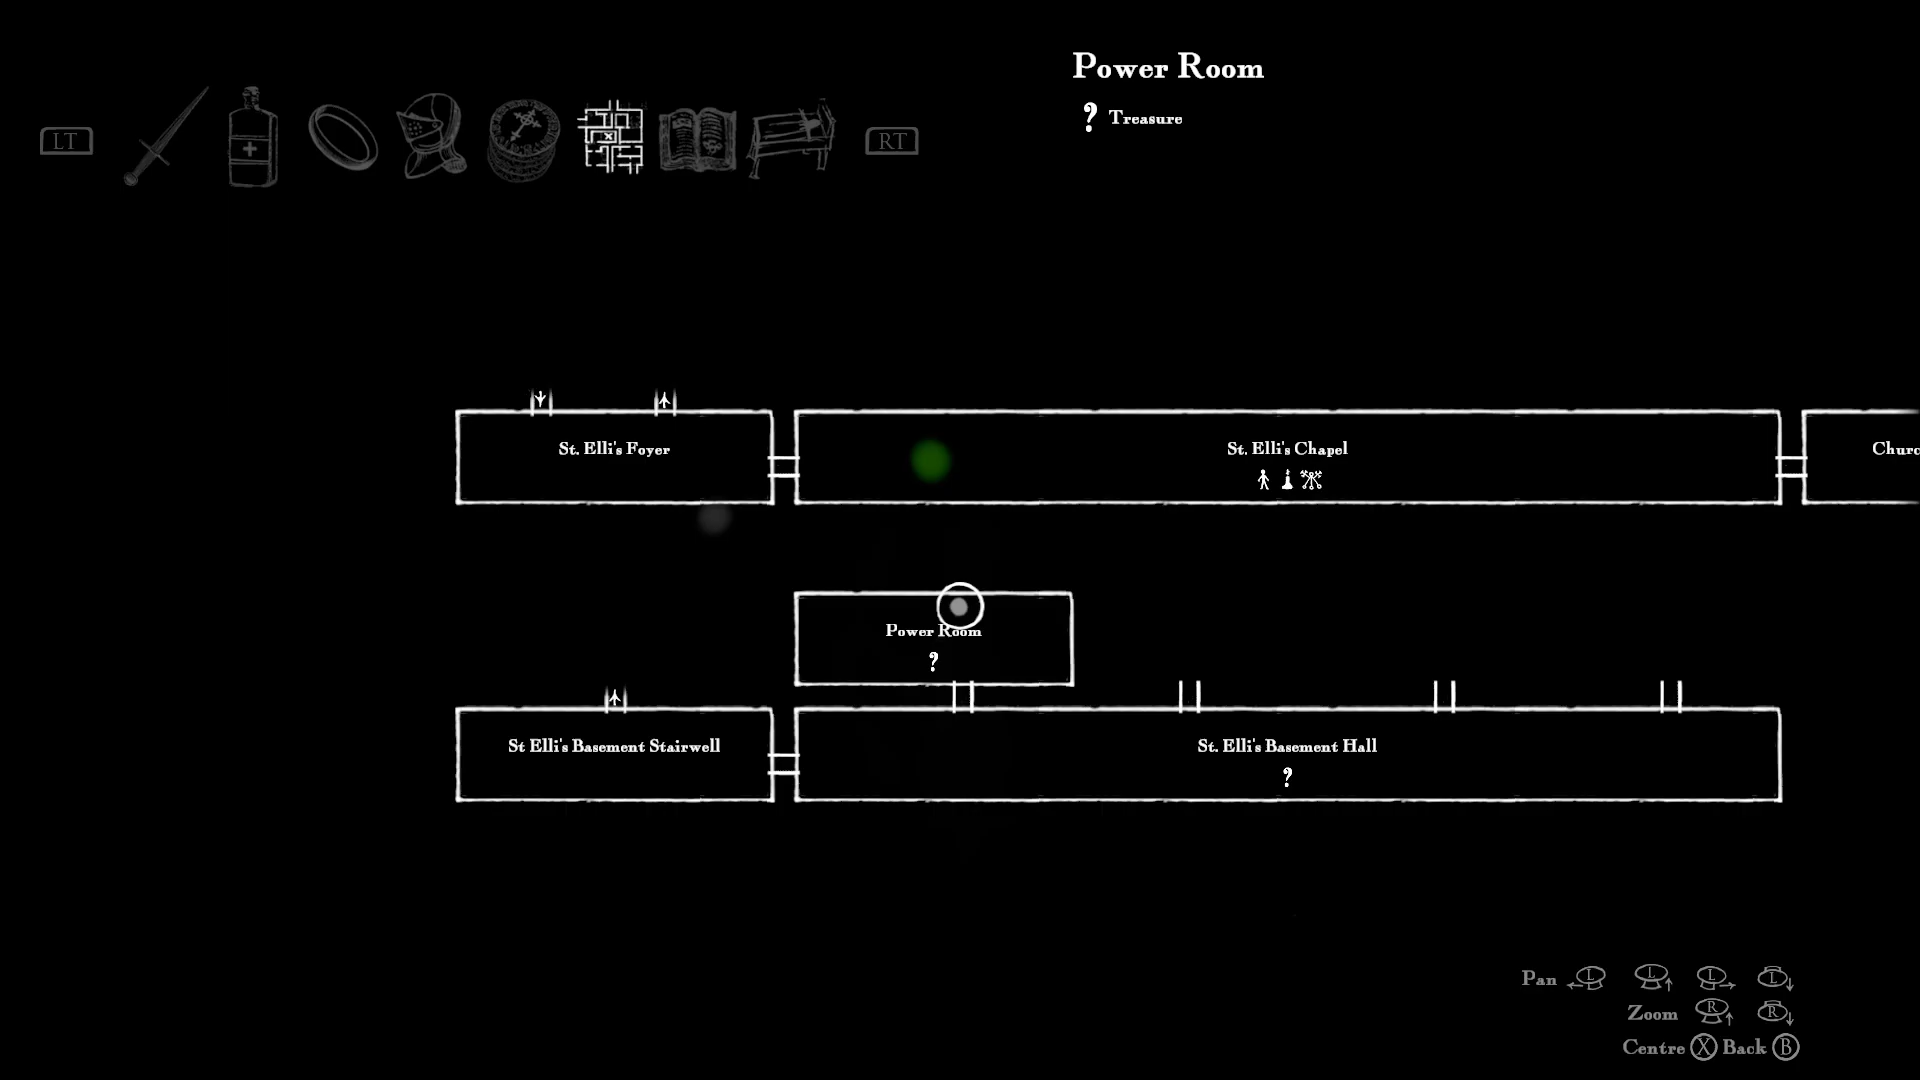 Power Room
? Treasure
LT
RT
St. Elli's Foyer
St. Elli's Chapel
Churc
Power Room
?
St Elli's Basement Stairwell
St. Elli's Basement Hall
?
Pan L L L L
Zoom R R
Centre X Back B